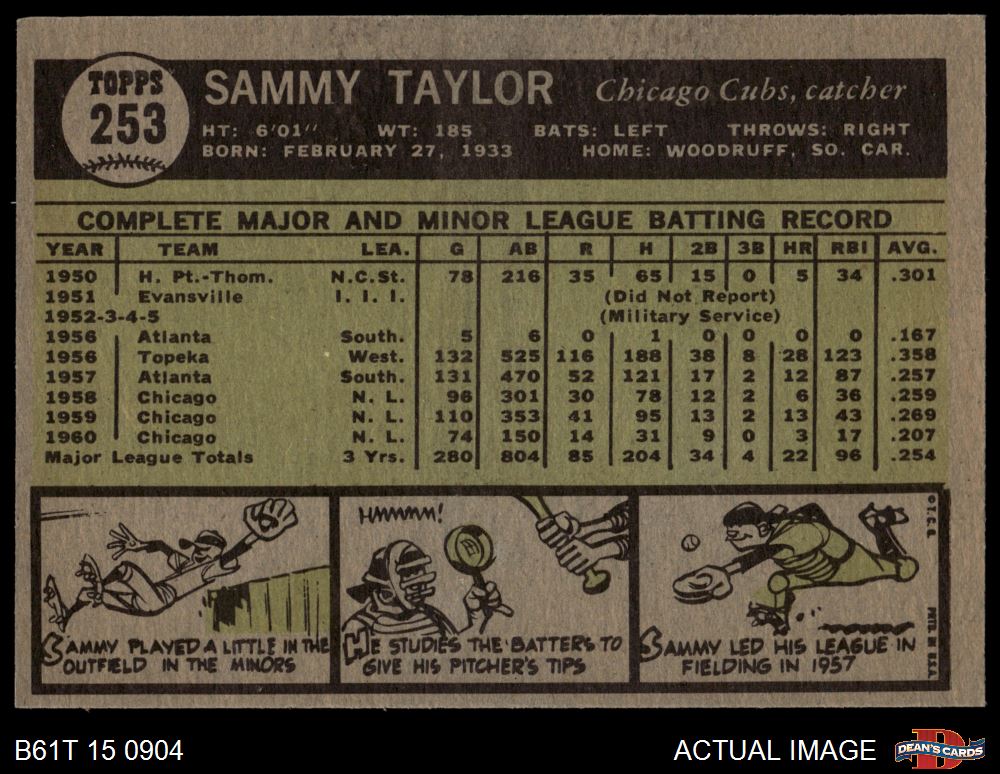 TOPPS
253
SAMMY TAYLOR Chicago Cubs, catcher
HT: 6'01" WT: 185 BATS: LEFT THROWS: RIGHT
BORN: FEBRUARY 27, 1933 HOME: WOODRUFF, SO. CAR.
COMPLETE MAJOR AND MINOR LEAGUE BATTING RECORD
YEAR TEAM LEA. G AB R H 2B 3B HR RBI AVG.
1950 H. Pt.-Thom. N.C.St. 78 216 35 65 15 0 5 34 .301
1951 Evansville I. I. I. (Did Not Report)
1952-3-4-5 (Military Service)
1956 Atlanta South. 5 6 0 1 0 0 0 0 .167
1956 Topeka West. 132 525 116 188 38 8 28 123 .358
1957 Atlanta South. 131 470 52 121 17 2 12 87 .257
1958 Chicago N. L. 96 301 30 78 12 2 6 36 .259
1959 Chicago N. L. 110 353 41 95 13 2 13 43 .269
1960 Chicago N. L. 74 150 14 31 9 0 3 17 .207
Major League Totals 3 Yrs. 280 804 85 204 34 4 22 96 .254
SAMMY PLAYED A LITTLE IN THE
OUTFIELD IN THE MINORS
HMMMM!
HE STUDIES THE BATTERS TO
GIVE HIS PITCHER'S TIPS
SAMMY LED HIS LEAGUE IN
FIELDING IN 1957
© T.C.G.
PRTD IN U.S.A.
B61T 15 0904
ACTUAL IMAGE
D
DEAN'S CARDS